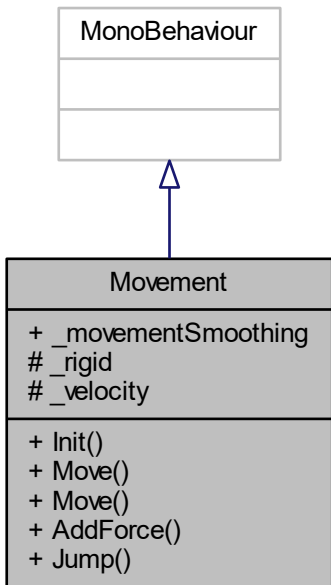 MonoBehaviour
Movement
+ _movementSmoothing
# _rigid
# _velocity
+ Init()
+ Move()
+ Move()
+ AddForce()
+ Jump()